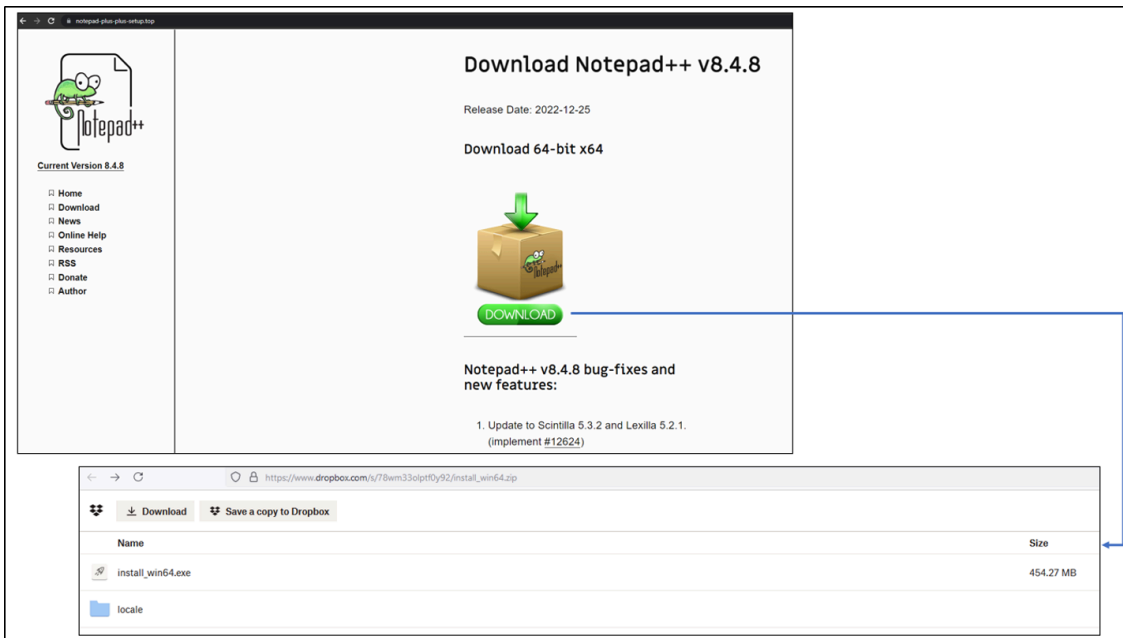 notepad-plus-plus-setup.top
Notepad++
Current Version 8.4.8
Home
Download
News
Online Help
Resources
RSS
Donate
Author
Download Notepad++ v8.4.8
Release Date: 2022-12-25
Download 64-bit x64
Notepad++
DOWNLOAD
Notepad++ v8.4.8 bug-fixes and
new features:
1. Update to Scintilla 5.3.2 and Lexilla 5.2.1.
(implement #12624)
https://www.dropbox.com/s/78wm33olptf0y92/install_win64.zip
Download Save a copy to Dropbox
Name Size
install_win64.exe 454.27 MB
locale